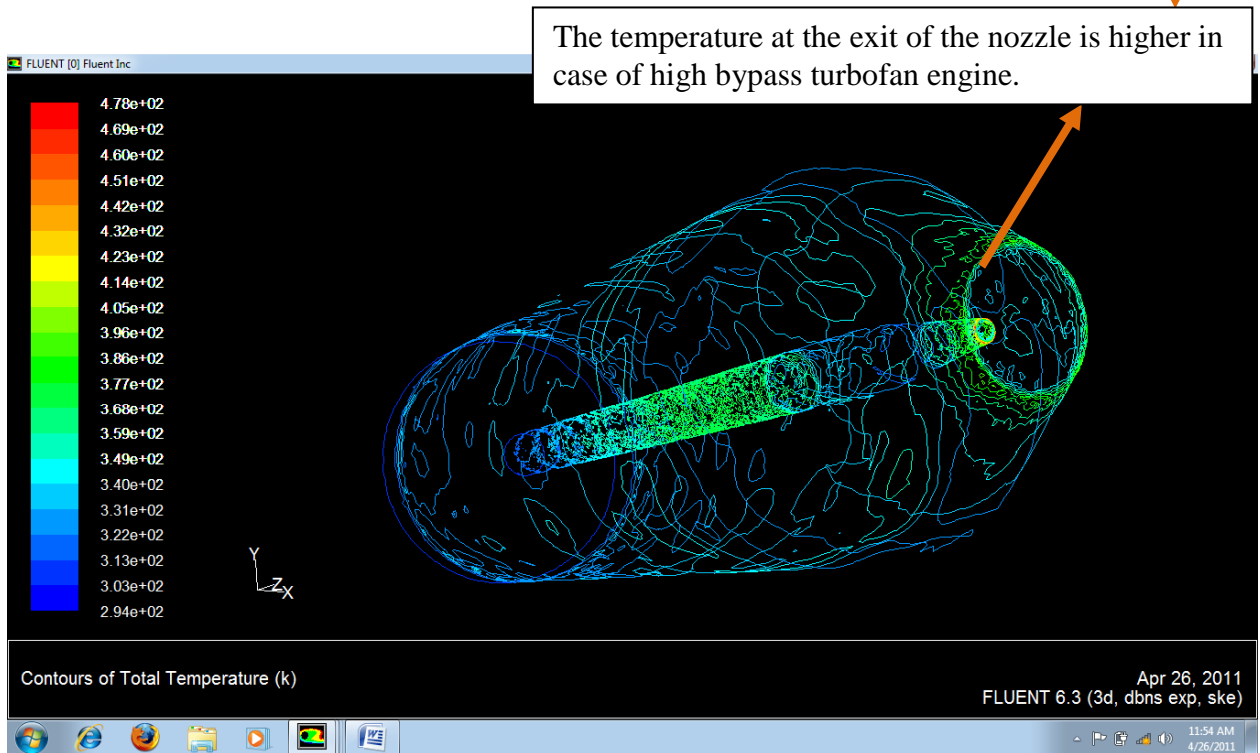 The temperature at the exit of the nozzle is higher in
case of high bypass turbofan engine.
FLUENT [0] Fluent Inc
4.78e+02
4.69e+02
4.60e+02
4.51e+02
4.42e+02
4.32e+02
4.23e+02
4.14e+02
4.05e+02
3.96e+02
3.86e+02
3.77e+02
3.68e+02
3.59e+02
3.49e+02
3.40e+02
3.31e+02
3.22e+02
3.13e+02
3.03e+02
2.94e+02
Y
Z
X
Contours of Total Temperature (k)
Apr 26, 2011
FLUENT 6.3 (3d, dbns exp, ske)
11:54 AM
4/26/2011